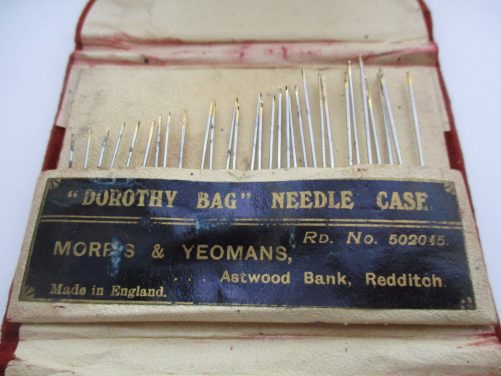 "DOROTHY BAG" NEEDLE CASE.
MORRIS & YEOMANS, RD. No. 502045.
Astwood Bank, Redditch.
Made in England.